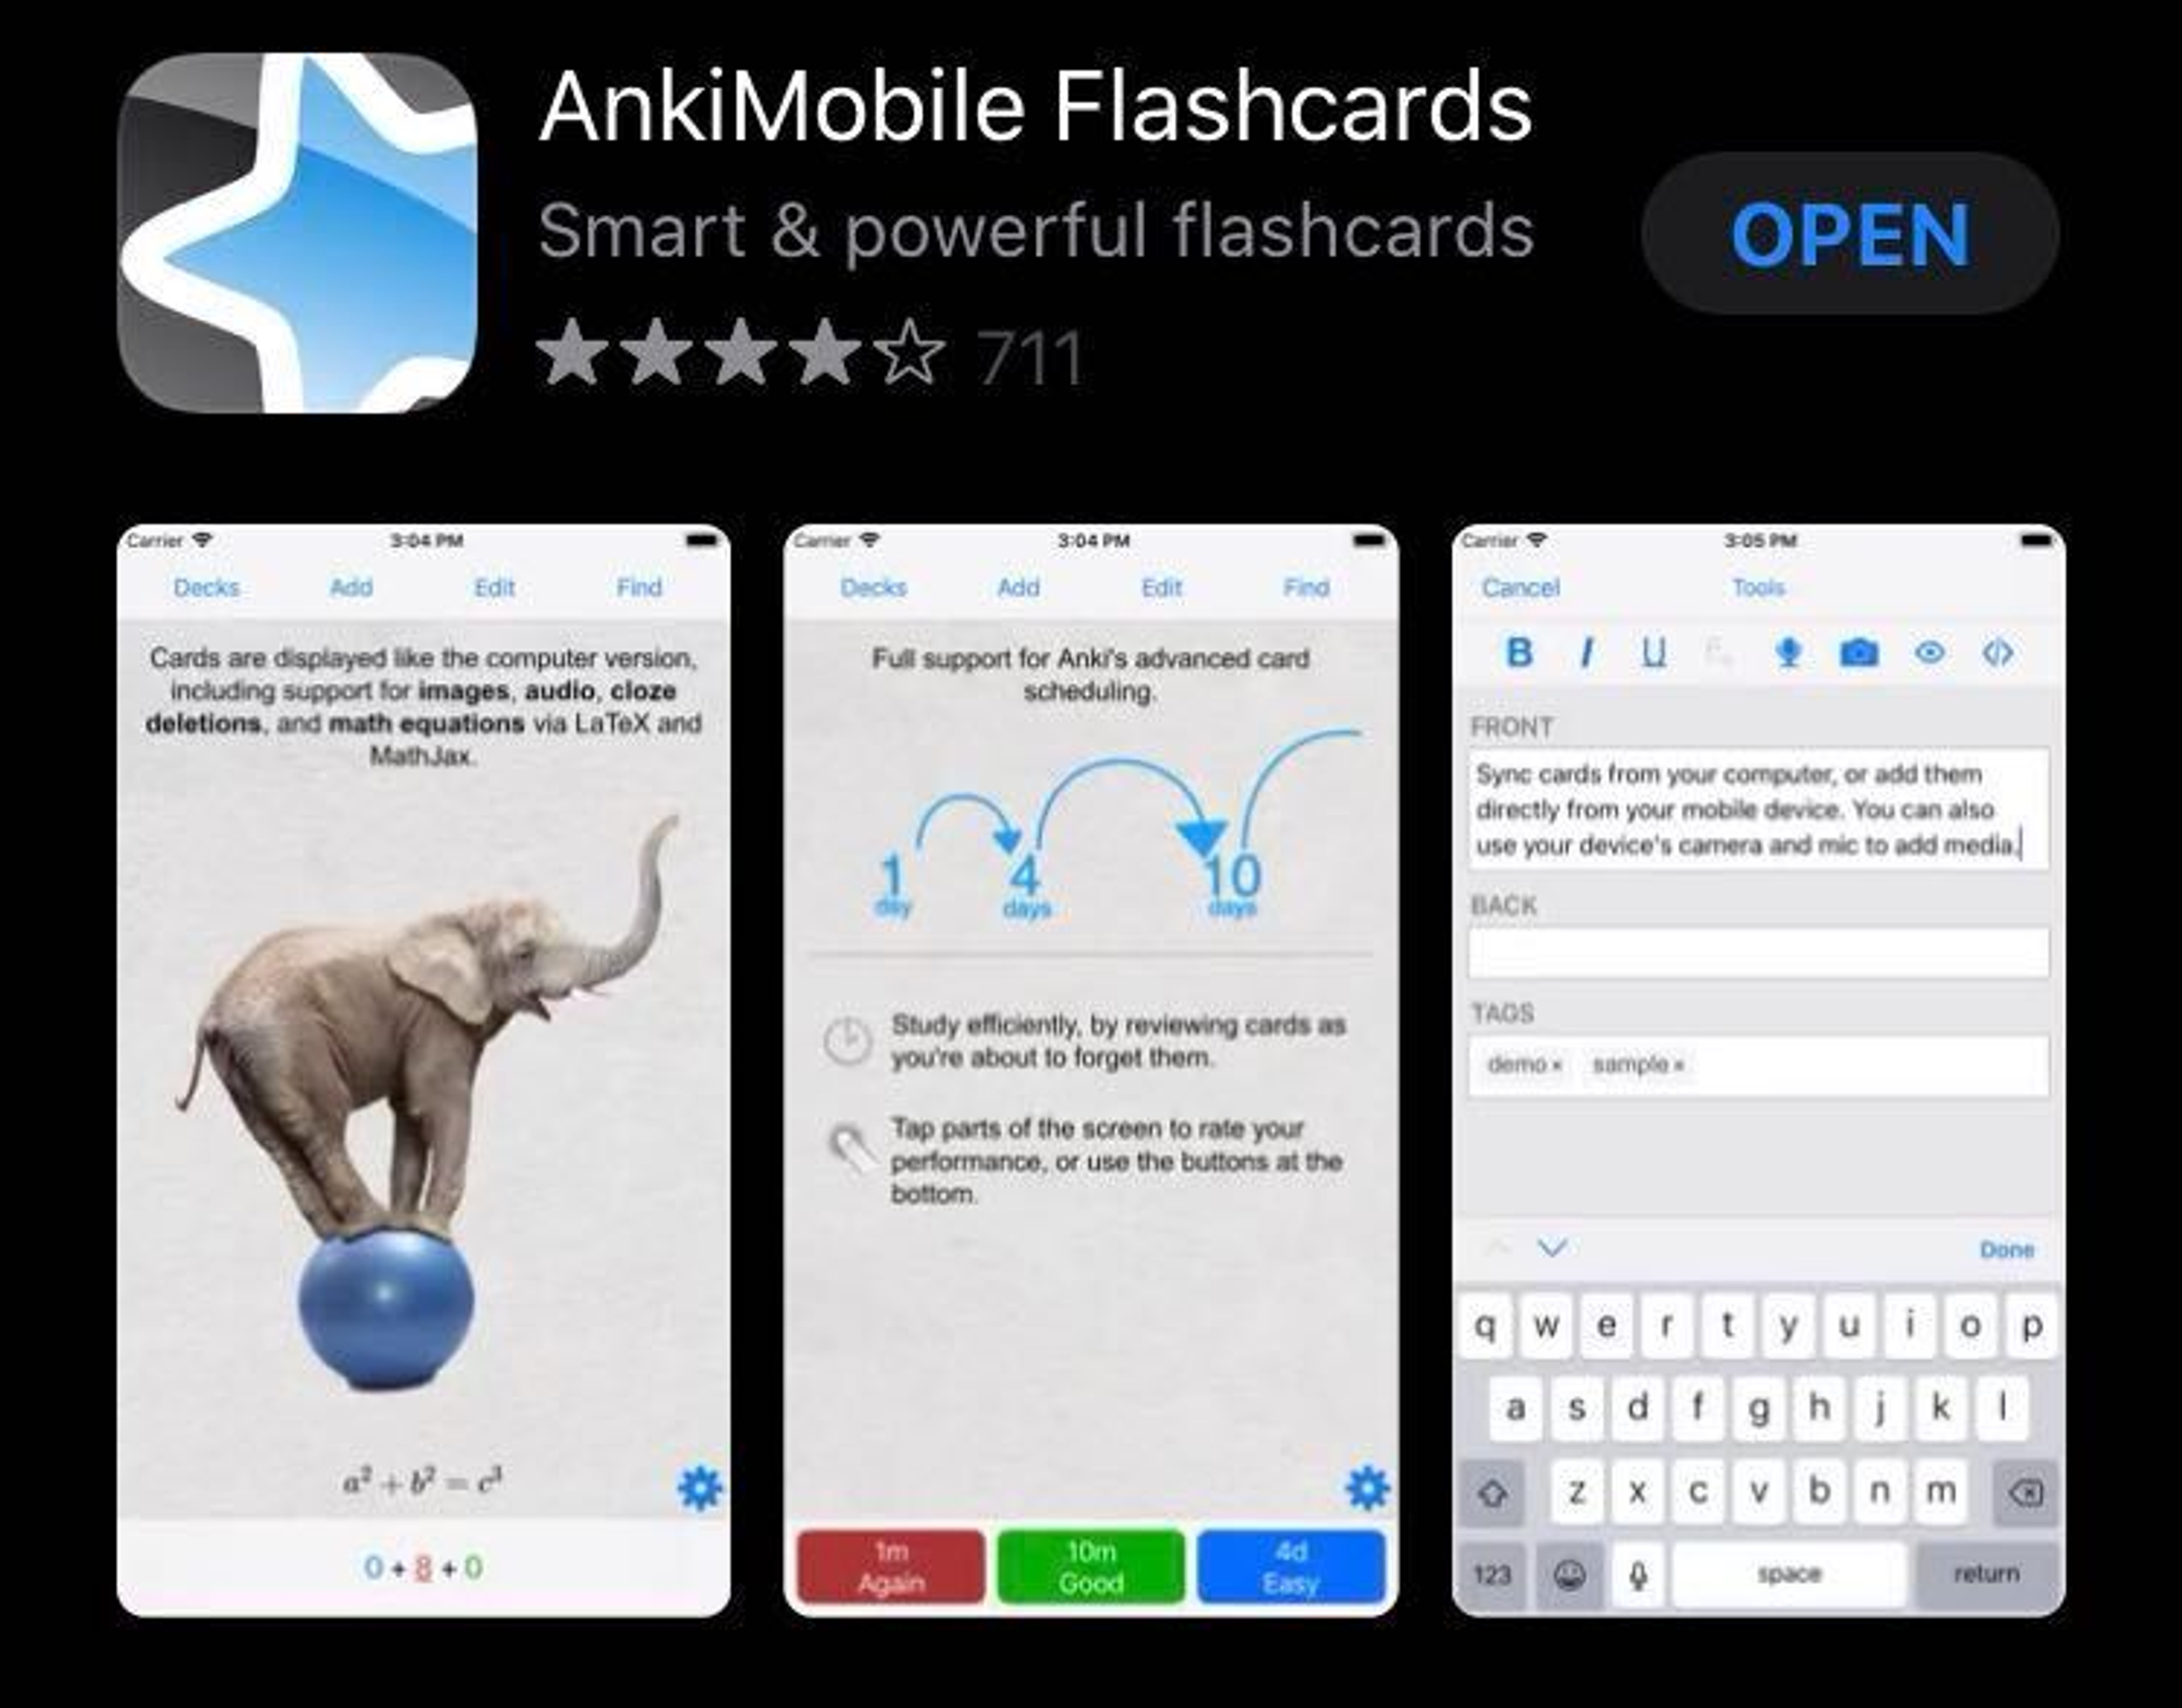 AnkiMobile Flashcards
Smart & powerful flashcards
711
OPEN
Carrier 3:04 PM
Decks Add Edit Find
Cards are displayed like the computer version,
including support for images, audio, cloze
deletions, and math equations via LaTeX and
MathJax.
a² + b² = c³
0 + 8 + 0
Carrier 3:04 PM
Decks Add Edit Find
Full support for Anki's advanced card
scheduling.
1 4 10
day days days
Study efficiently, by reviewing cards as
you're about to forget them.
Tap parts of the screen to rate your
performance, or use the buttons at the
bottom.
1m 10m 4d
Again Good Easy
Carrier 3:05 PM
Cancel Tools
B I U
FRONT
Sync cards from your computer, or add them
directly from your mobile device. You can also
use your device's camera and mic to add media.
BACK
TAGS
demo × sample ×
Done
q w e r t y u i o p
a s d f g h j k l
z x c v b n m
123 space return